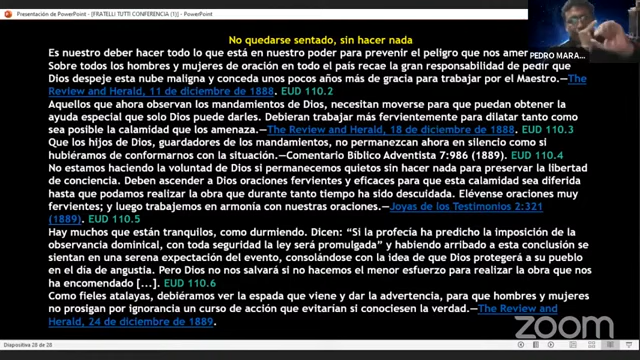 Presentación de PowerPoint - [FRATELLI TUTTI CONFERENCIA (1)]
No quedarse sentado, sin hacer nada
Es nuestro deber hacer todo lo que está en nuestro poder para prevenir el peligro que nos
PEDRO MARA...
Sobre todos los hombres y mujeres de oración en todo el país recae la gran responsabilidad de pedir que
Dios despeje esta nube maligna y conceda unos pocos años más de gracia para trabajar por el Maestro.—The
Review and Herald, 11 de diciembre de 1888. EUD 110.2
Aquellos que ahora observan los mandamientos de Dios, necesitan moverse para que puedan obtener la
ayuda especial que solo Dios puede darles. Debieran trabajar más fervientemente para dilatar tanto como
sea posible la calamidad que los amenaza.—The Review and Herald, 18 de diciembre de 1888. EUD 110.3
Que los hijos de Dios, guardadores de los mandamientos, no permanezcan ahora en silencio como si
hubiéramos de conformarnos con la situación.—Comentario Bíblico Adventista 7:986 (1889). EUD 110.4
No estamos haciendo la voluntad de Dios si permanecemos quietos sin hacer nada para preservar la libertad
de conciencia. Deben ascender a Dios oraciones fervientes y eficaces para que esta calamidad sea diferida
hasta que podamos realizar la obra que durante tanto tiempo ha sido descuidada. Elévense oraciones muy
fervientes; y luego trabajemos en armonía con nuestras oraciones.—Joyas de los Testimonios 2:321
(1889). EUD 110.5
Hay muchos que están tranquilos, como durmiendo. Dicen: “Si la profecía ha predicho la imposición de la
observancia dominical, con toda seguridad la ley será promulgada” y habiendo arribado a esta conclusión se
sientan en una serena expectación del evento, consolándose con la idea de que Dios protegerá a su pueblo
en el día de angustia. Pero Dios no nos salvará si no hacemos el menor esfuerzo para realizar la obra que nos
ha encomendado [...]. EUD 110.6
Como fieles atalayas, debiéramos ver la espada que viene y dar la advertencia, para que hombres y mujeres
no prosigan por ignorancia un curso de acción que evitarían si conociesen la verdad.—The Review and
Herald, 24 de diciembre de 1889.
zoom
Diapositiva 28 de 28